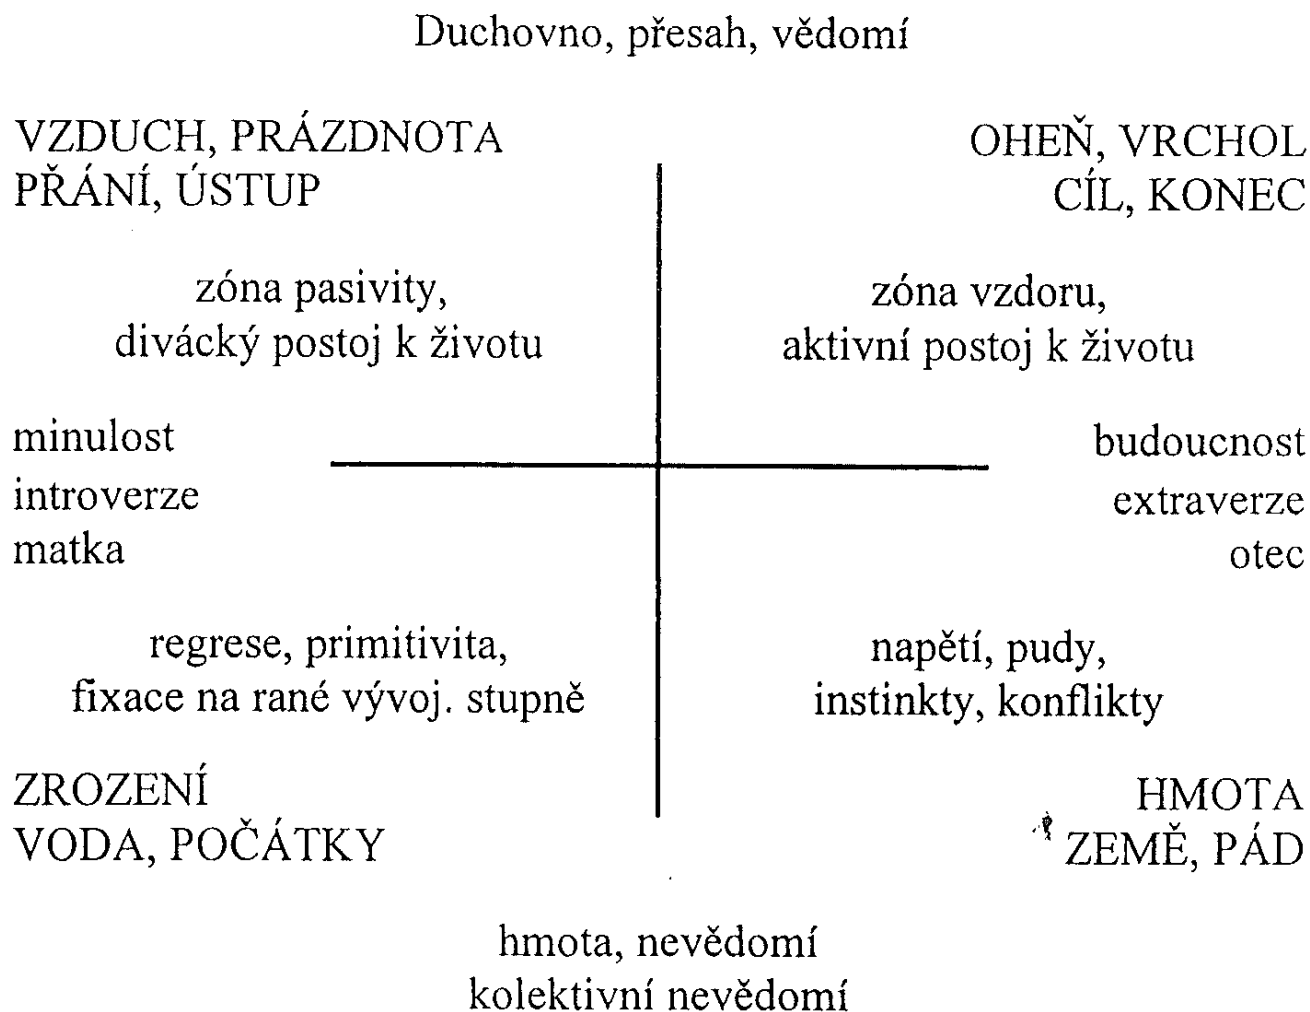 Duchovno, přesah, vědomí
VZDUCH, PRÁZDNOTA
PŘÁNÍ, ÚSTUP
OHEŇ, VRCHOL
CÍL, KONEC
zóna pasivity,
divácký postoj k životu
zóna vzdoru,
aktivní postoj k životu
minulost
introverze
matka
budoucnost
extraverze
otec
regrese, primitivita,
fixace na rané vývoj. stupně
napětí, pudy,
instinkty, konflikty
ZROZENÍ
VODA, POČÁTKY
HMOTA
ZEMĚ, PÁD
hmota, nevědomí
kolektivní nevědomí